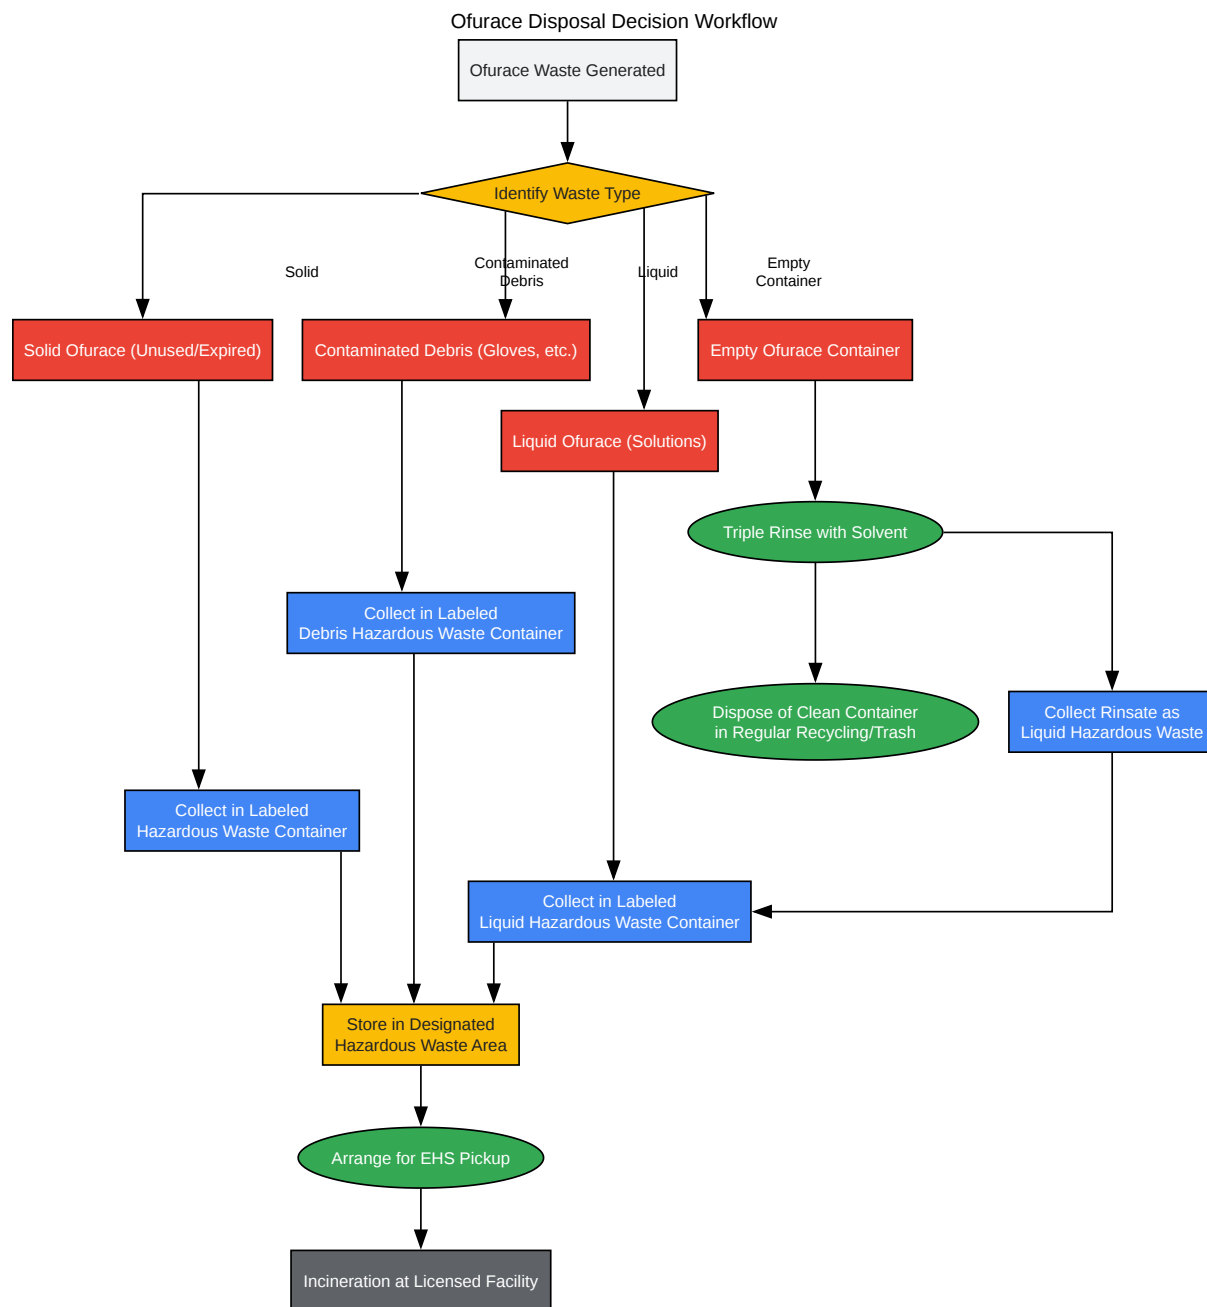 Ofurace Disposal Decision Workflow
Ofurace Waste Generated
Identify Waste Type
Solid
Contaminated
Debris
Liquid
Empty
Container
Solid Ofurace (Unused/Expired)
Contaminated Debris (Gloves, etc.)
Empty Ofurace Container
Liquid Ofurace (Solutions)
Triple Rinse with Solvent
Collect in Labeled
Debris Hazardous Waste Container
Dispose of Clean Container
in Regular Recycling/Trash
Collect Rinsate as
Liquid Hazardous Waste
Collect in Labeled
Hazardous Waste Container
Collect in Labeled
Liquid Hazardous Waste Container
Store in Designated
Hazardous Waste Area
Arrange for EHS Pickup
Incineration at Licensed Facility